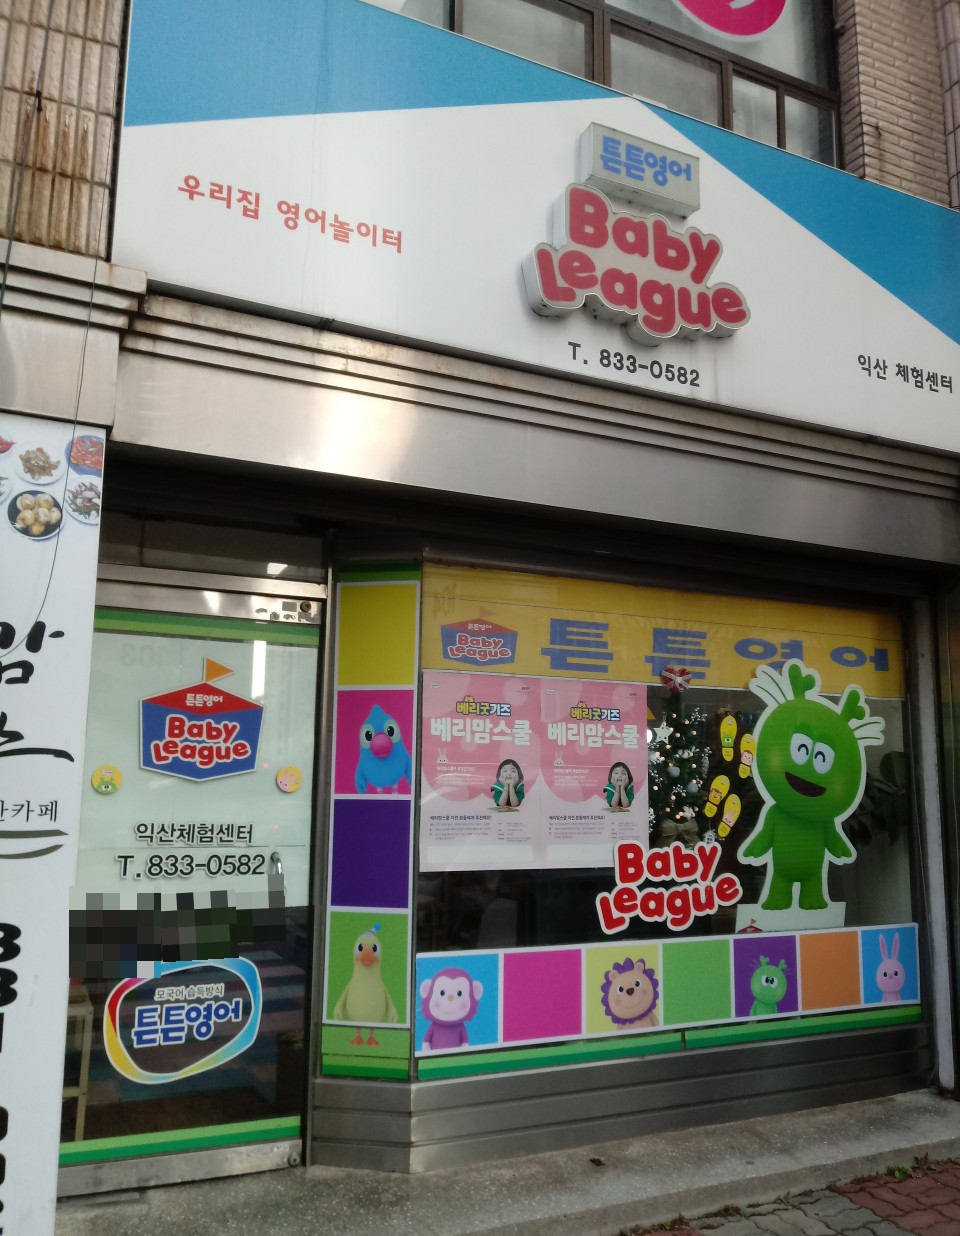 튼튼영어
Baby
League
우리집 영어놀이터
T. 833-0582
익산 체험센터
튼튼영어
Baby
League
튼튼영어
베리굿키즈
베리맘스쿨
베리굿키즈
베리맘스쿨
튼튼영어
Baby
League
익산체험센터
T.833-0582
Baby
League
모국어 습득방식
튼튼영어
맘
스
카페